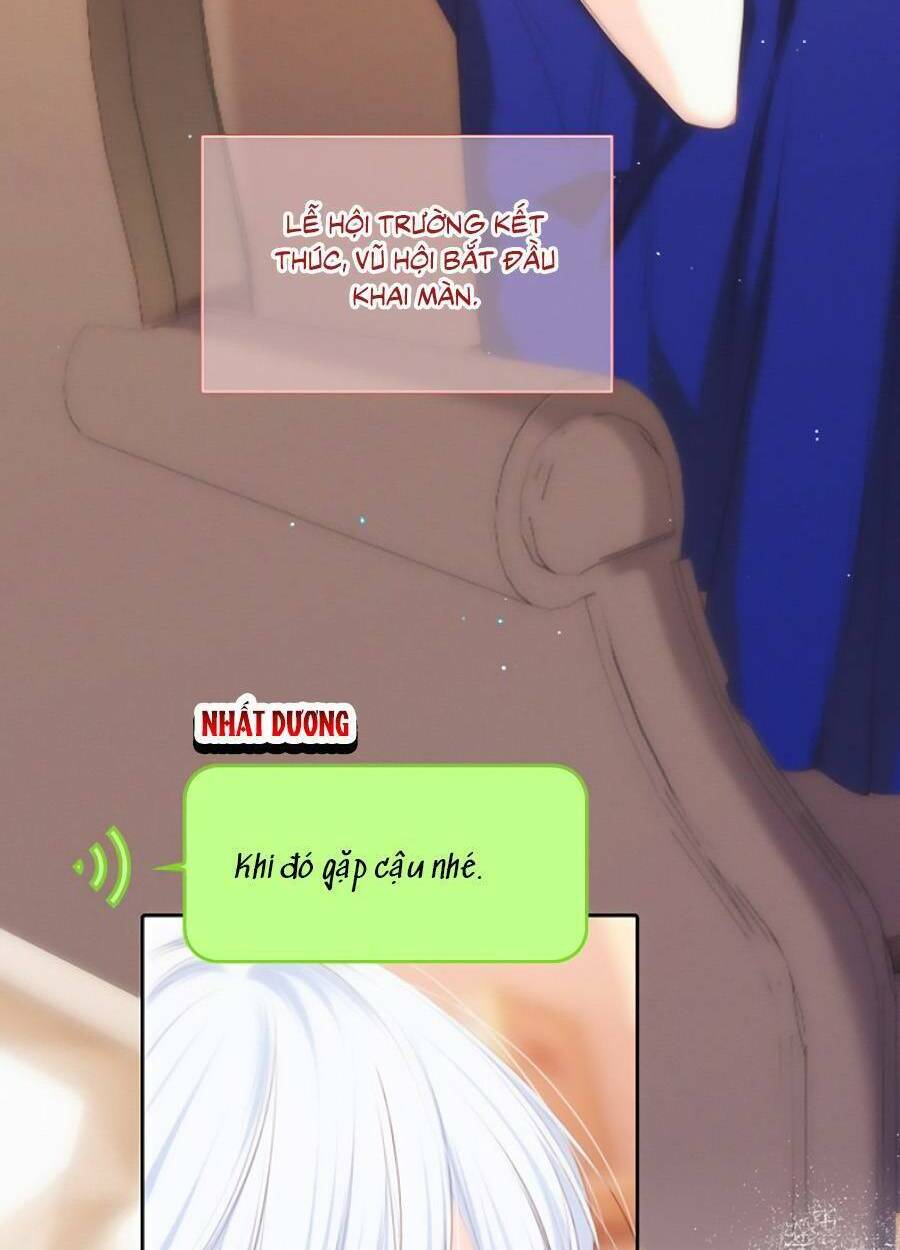 LỄ HỘI TRƯỜNG KẾT
THÚC, VŨ HỘI BẮT ĐẦU
KHAI MÀN.
NHẤT DƯƠNG
Khi đó gặp cậu nhé.